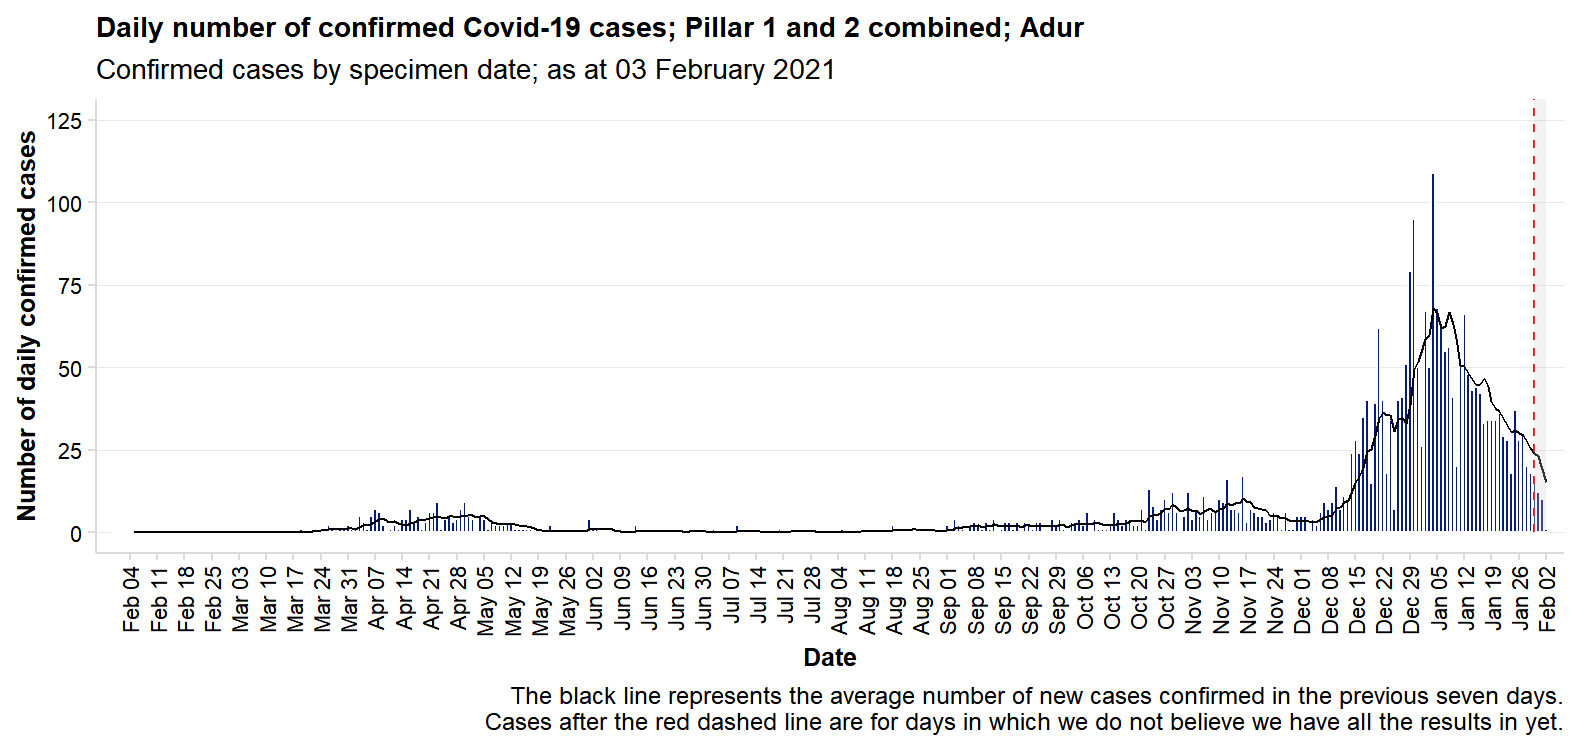 Daily number of confirmed Covid-19 cases; Pillar 1 and 2 combined; Adur
Confirmed cases by specimen date; as at 03 February 2021
Number of daily confirmed cases
125
100
75
50
25
0
Feb 04
Feb 11
Feb 18
Feb 25
Mar 03
Mar 10
Mar 17
Mar 24
Mar 31
Apr 07
Apr 14
Apr 21
Apr 28
May 05
May 12
May 19
May 26
Jun 02
Jun 09
Jun 16
Jun 23
Jun 30
Jul 07
Jul 14
Jul 21
Jul 28
Aug 04
Aug 11
Aug 18
Aug 25
Sep 01
Sep 08
Sep 15
Sep 22
Sep 29
Oct 06
Oct 13
Oct 20
Oct 27
Nov 03
Nov 10
Nov 17
Nov 24
Dec 01
Dec 08
Dec 15
Dec 22
Dec 29
Jan 05
Jan 12
Jan 19
Jan 26
Feb 02
Date
The black line represents the average number of new cases confirmed in the previous seven days.
Cases after the red dashed line are for days in which we do not believe we have all the results in yet.